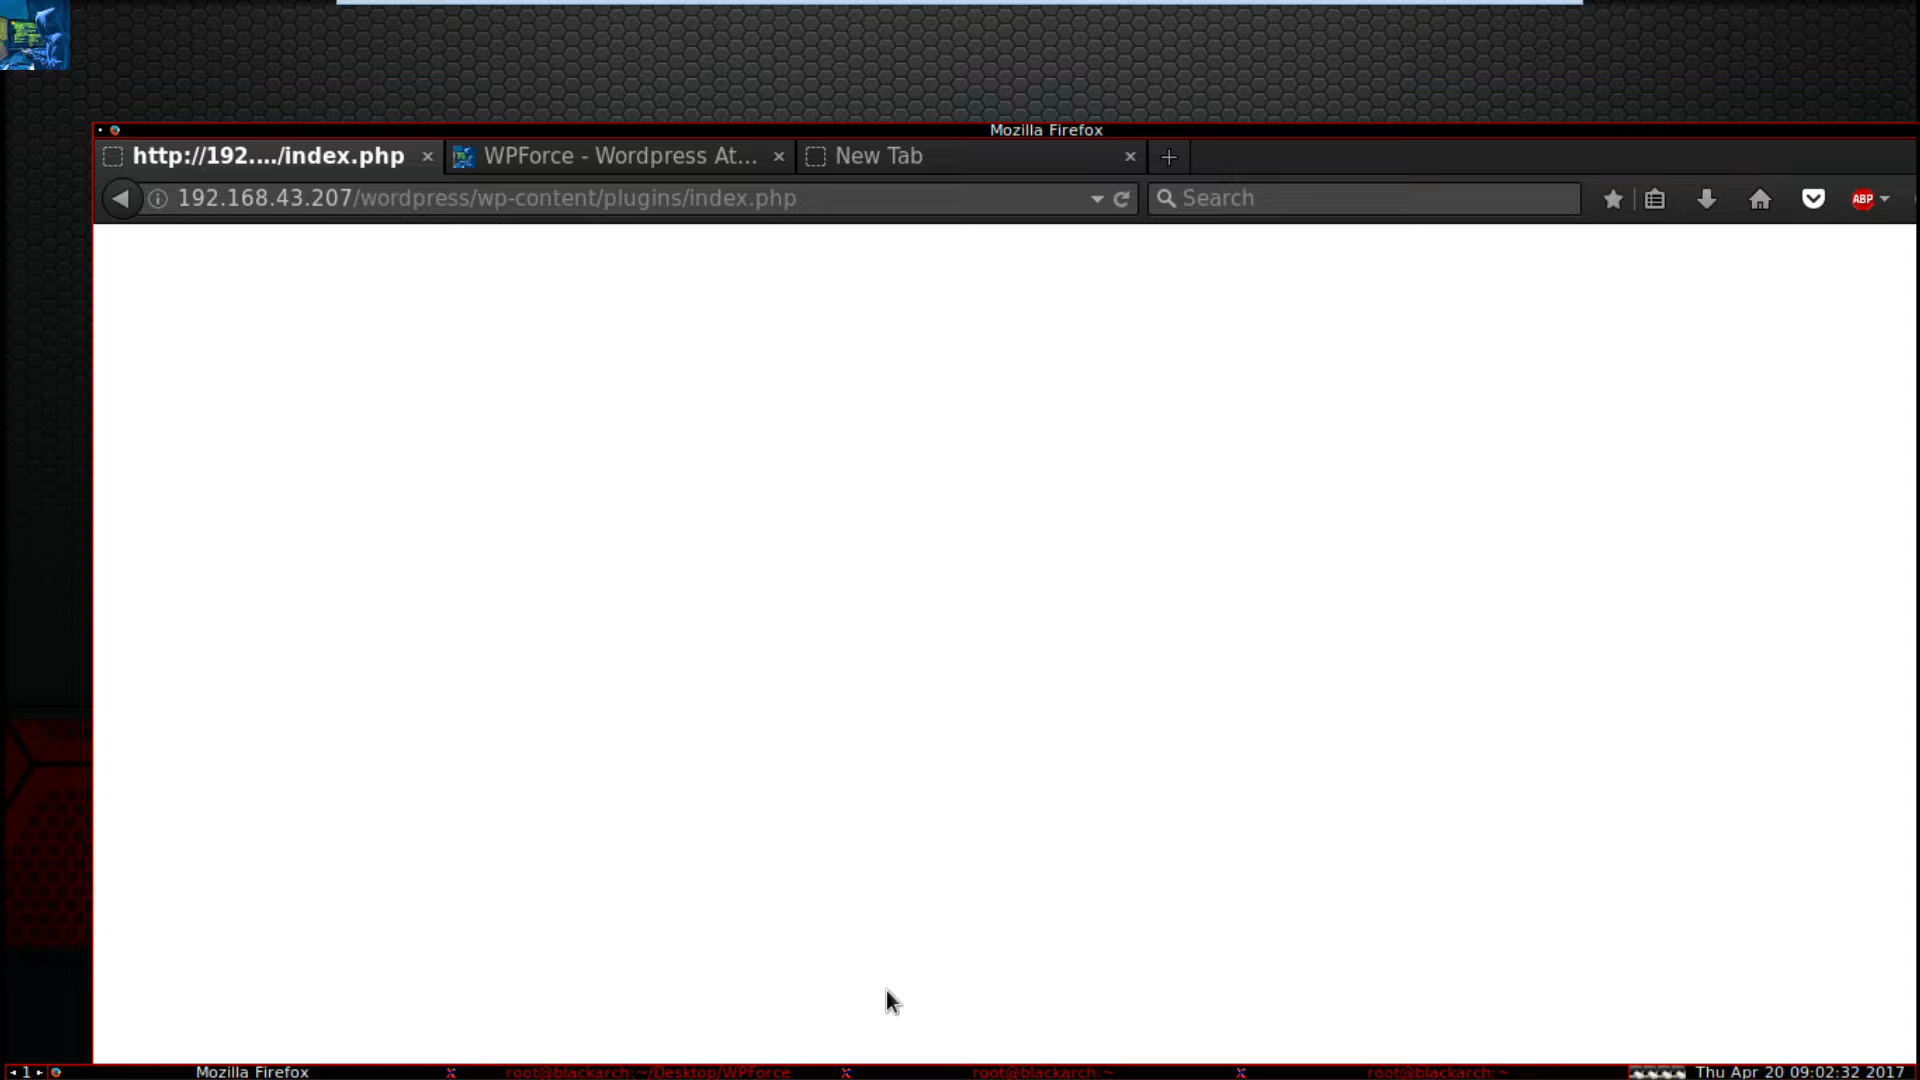 Mozilla Firefox
http://192..../index.php
WPForce - Wordpress At...
New Tab
192.168.43.207/wordpress/wp-content/plugins/index.php
Search
ABP
1
Mozilla Firefox
root@blackarch:~/Desktop/WPForce
root@blackarch:~
root@blackarch:~
Thu Apr 20 09:02:32 2017